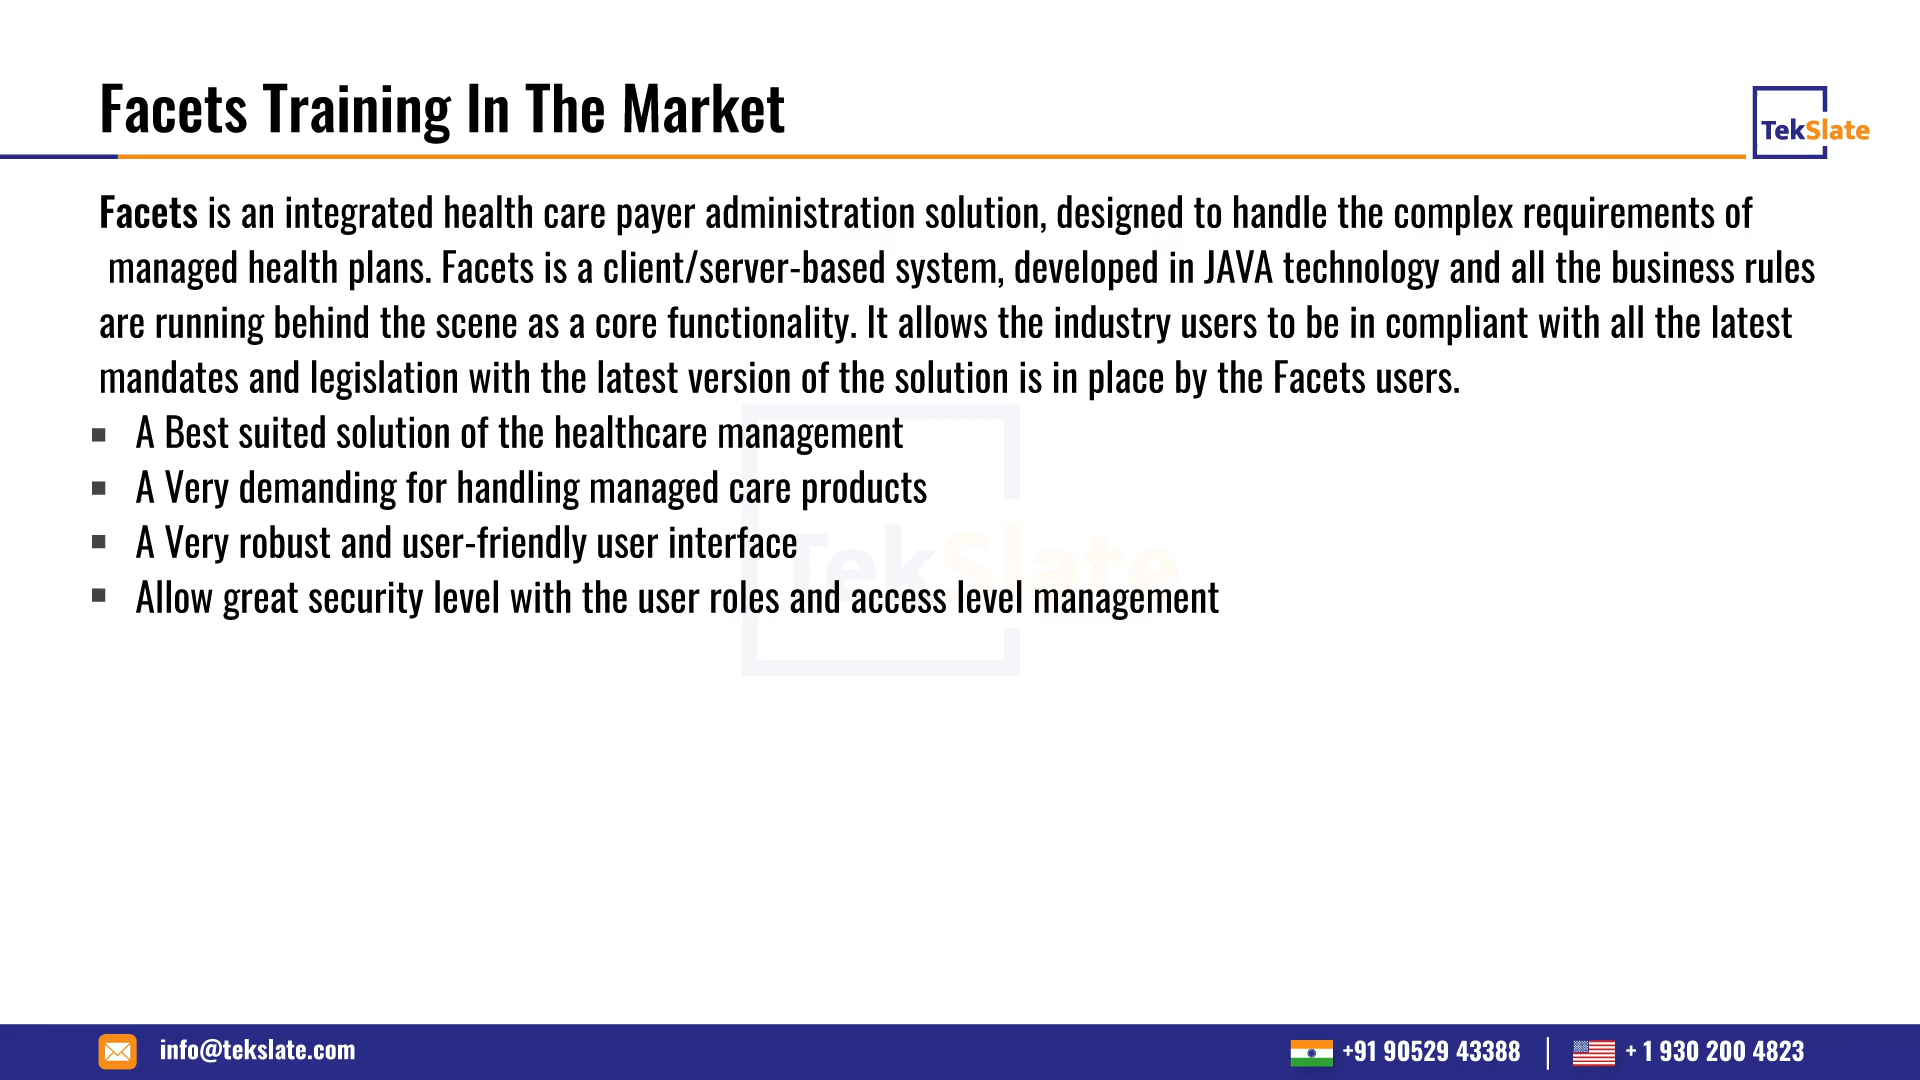 Facets Training In The Market
TekSlate
Facets is an integrated health care payer administration solution, designed to handle the complex requirements of
managed health plans. Facets is a client/server-based system, developed in JAVA technology and all the business rules
are running behind the scene as a core functionality. It allows the industry users to be in compliant with all the latest
mandates and legislation with the latest version of the solution is in place by the Facets users.
▪ A Best suited solution of the healthcare management
▪ A Very demanding for handling managed care products
▪ A Very robust and user-friendly user interface
▪ Allow great security level with the user roles and access level management
TekSlate
info@tekslate.com
+91 90529 43388 | + 1 930 200 4823